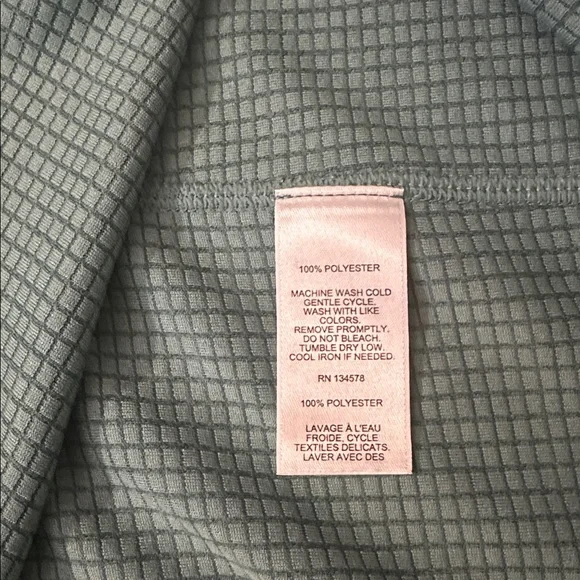 100% POLYESTER
MACHINE WASH COLD
GENTLE CYCLE.
WASH WITH LIKE
COLORS.
REMOVE PROMPTLY.
DO NOT BLEACH.
TUMBLE DRY LOW.
COOL IRON IF NEEDED.
RN 134578
100% POLYESTER
LAVAGE À L'EAU
FROIDE, CYCLE
TEXTILES DÉLICATS.
LAVER AVEC DES